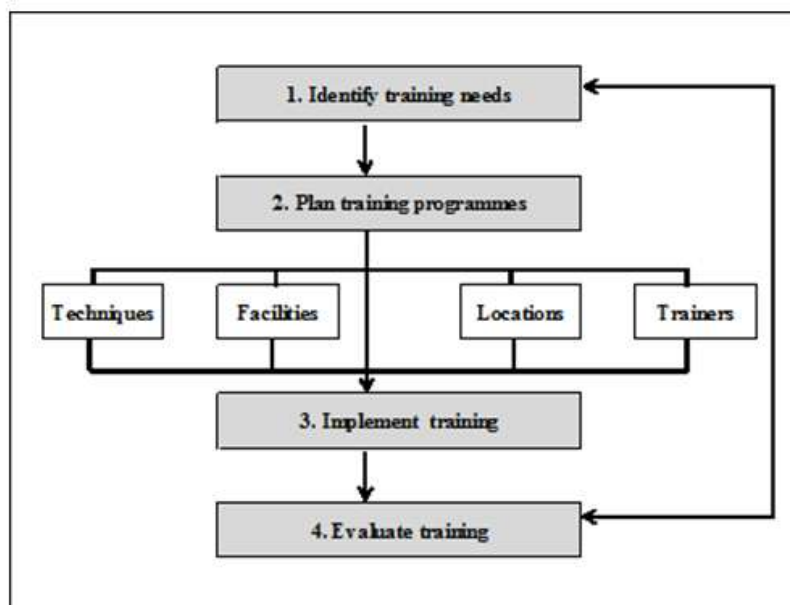 1. Identify training needs
2. Plan training programmes
Techniques
Facilities
Locations
Trainers
3. Implement training
4. Evaluate training